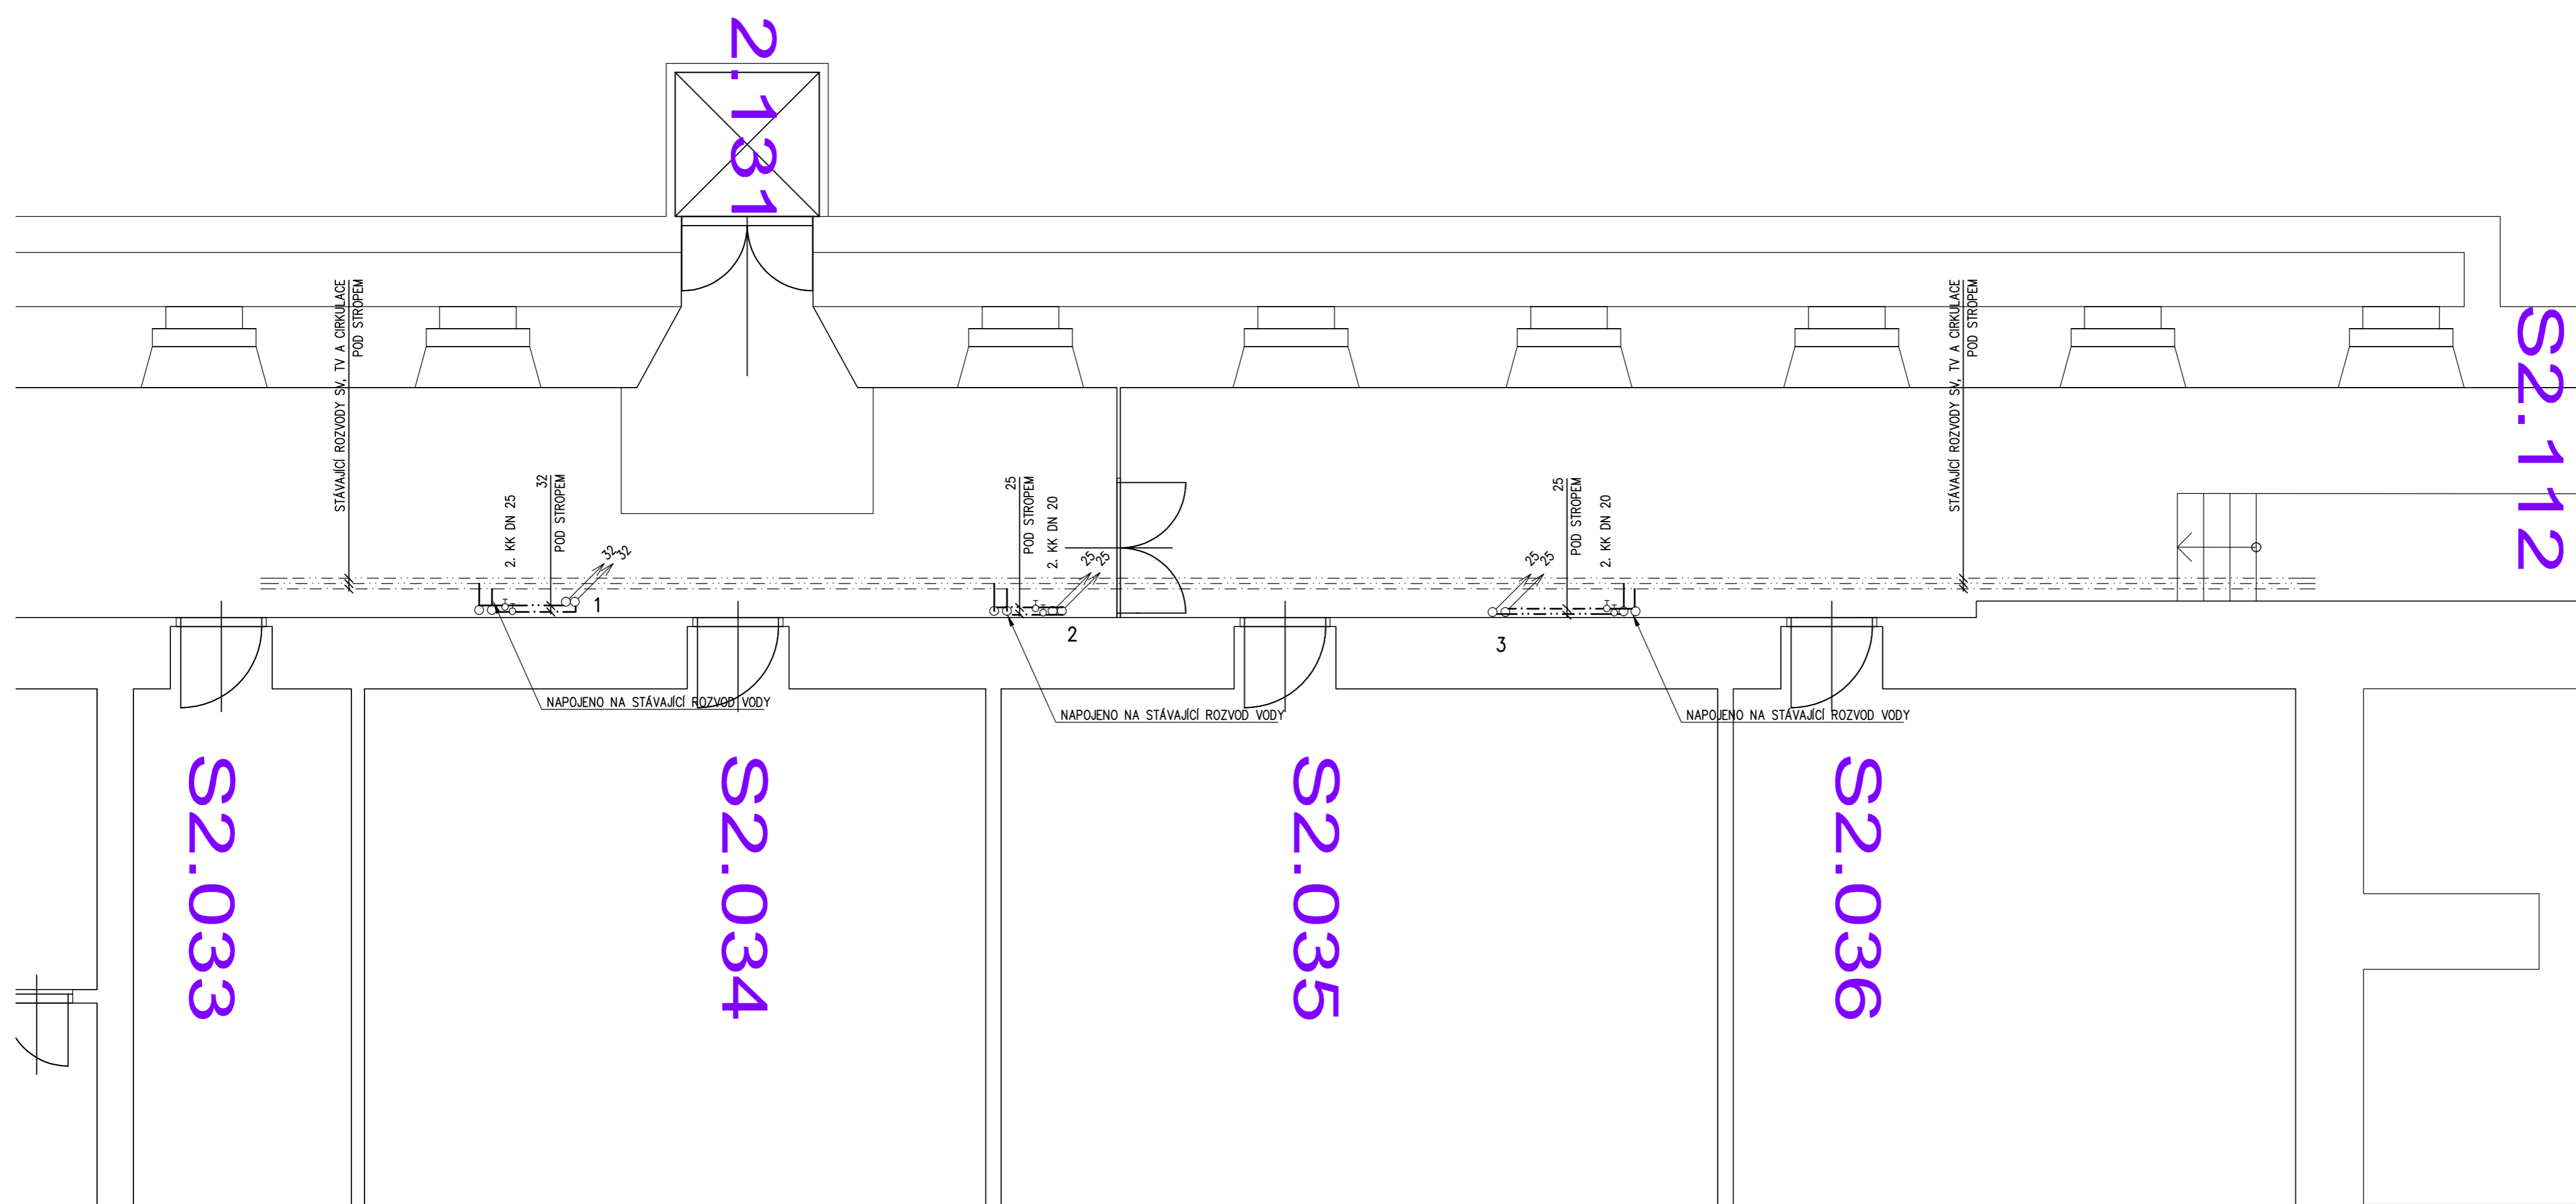 2.131
STÁVAJÍCÍ ROZVODY SV, TV A CIRKULACE
POD STROPEM
STÁVAJÍCÍ ROZVODY SV, TV A CIRKULACE
POD STROPEM
S2.112
2. KK DN 25
32
POD STROPEM
32
32
1
25
POD STROPEM
2. KK DN 20
25
25
2
25
25
25
POD STROPEM
2. KK DN 20
3
NAPOJENO NA STÁVAJÍCÍ ROZVOD VODY
NAPOJENO NA STÁVAJÍCÍ ROZVOD VODY
NAPOJENO NA STÁVAJÍCÍ ROZVOD VODY
S2.033
S2.034
S2.035
S2.036